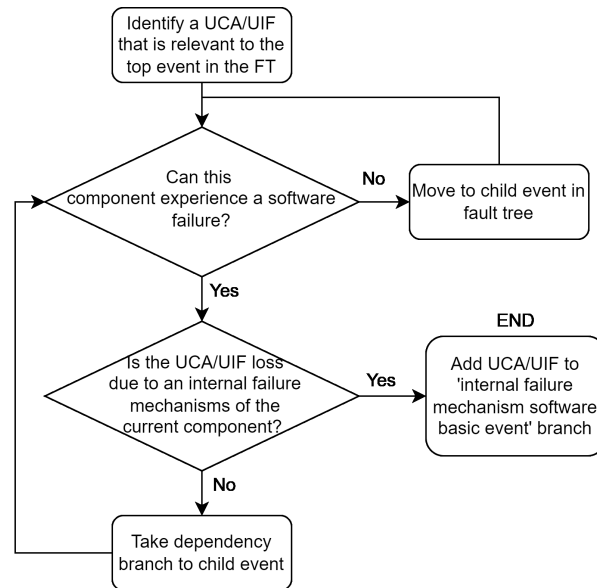 Identify a UCA/UIF
that is relevant to the
top event in the FT
Can this
component experience a software
failure?
No
Move to child event in
fault tree
Yes
Is the UCA/UIF loss
due to an internal failure
mechanisms of the
current component?
Yes
END
Add UCA/UIF to
'internal failure
mechanism software
basic event' branch
No
Take dependency
branch to child event